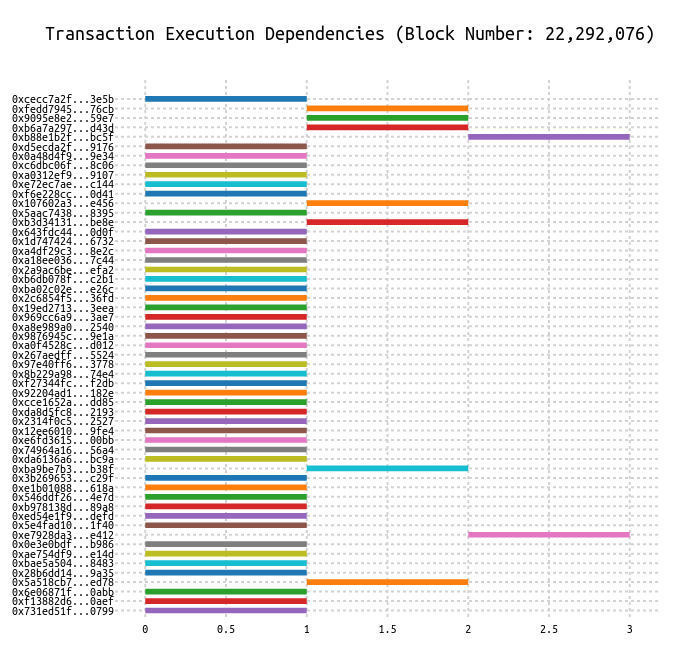 Transaction Execution Dependencies (Block Number: 22,292,076)
0xcecc7a2f...3e5b
0xfedd7945...76cb
0x9095e8e2...59e7
0xb6a7a297...d43d
0xb88e1b2f...bc5f
0xd5ecda2f...9176
0x0a48d4f9...9e34
0xc6dbc06f...8c06
0xa0312ef9...9107
0xe72ec7ae...c144
0xf6e228cc...0d41
0x107602a3...e456
0x5aac7438...8395
0xb3d34131...be8e
0x643fdc44...0d0f
0x1d747424...6732
0xa4df29c3...8e2c
0xa18ee036...7c44
0x2a9ac6be...efa2
0xb6db078f...c2b1
0xba02c02e...e26c
0x2c6854f5...36fd
0x19ed2713...3eea
0x969cc6a9...3ae7
0xa8e989a0...2540
0x9876945c...9e1a
0xa0f4528c...d012
0x267aedff...5524
0x97e40ff6...3778
0x8b229a98...74e4
0xf27344fc...f2db
0x92204ad1...182e
0xcce1652a...dd85
0xda8d5fc8...2193
0x2314f0c5...2527
0x12ee6010...9fe4
0xe6fd3615...00bb
0x74964a16...56a4
0xda6136a6...bc9a
0xba9be7b3...b38f
0x3b269653...c29f
0xe1b01088...618a
0x546ddf26...4e7d
0xb978138d...89a8
0xed54e1f9...defd
0x5e4fad10...1f40
0xe7928da3...e412
0x0e3e0bdf...b986
0xae754df9...e14d
0xbae5a504...8483
0x28b6dd14...9a35
0x5a518cb7...ed78
0x6e06871f...0abb
0xf13882d6...0aef
0x731ed51f...0799
0 0.5 1 1.5 2 2.5 3